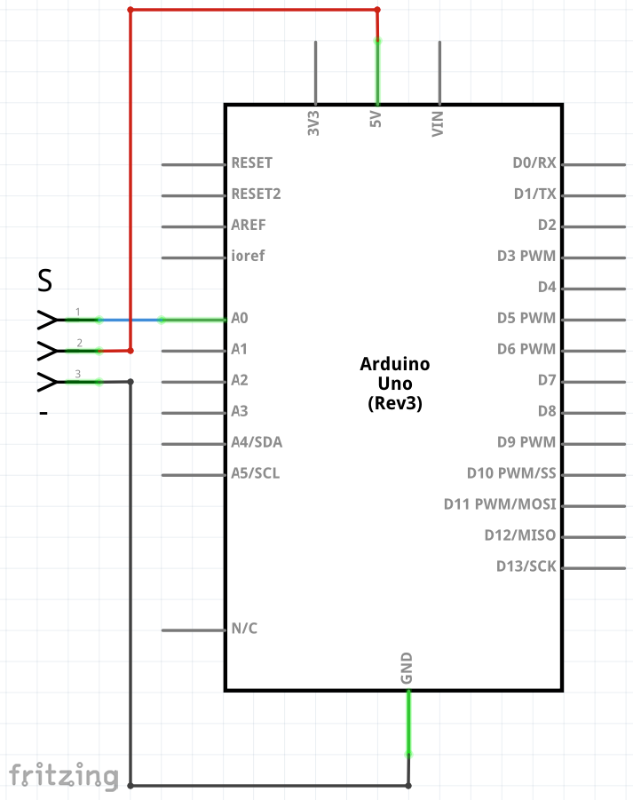 3V3
5V
VIN
RESET
D0/RX
RESET2
D1/TX
AREF
D2
ioref
D3 PWM
S
D4
1
A0
D5 PWM
2
A1
D6 PWM
3
A2
D7
Arduino
Uno
(Rev3)
-
A3
D8
A4/SDA
D9 PWM
A5/SCL
D10 PWM/SS
D11 PWM/MOSI
D12/MISO
D13/SCK
N/C
GND
fritzing